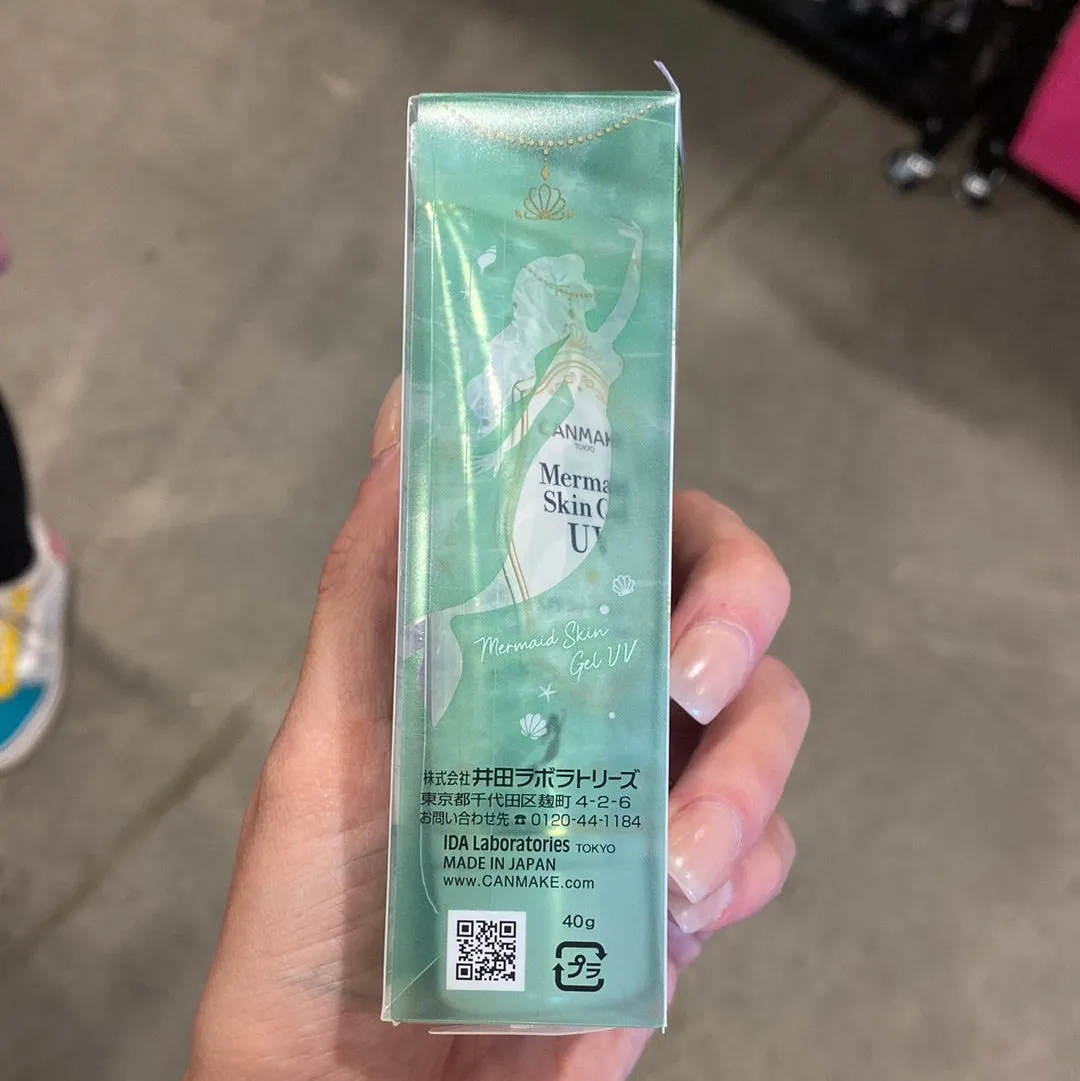 CANMAK
TOKYO
Merma
Skin
UV
Mermaid Skin
Gel UV
株式会社 井田ラボラトリーズ
東京都千代田区麹町 4-2-6
お問い合わせ先 ☎ 0120-44-1184
IDA Laboratories TOKYO
MADE IN JAPAN
www.CANMAKE.com
40g
プラ